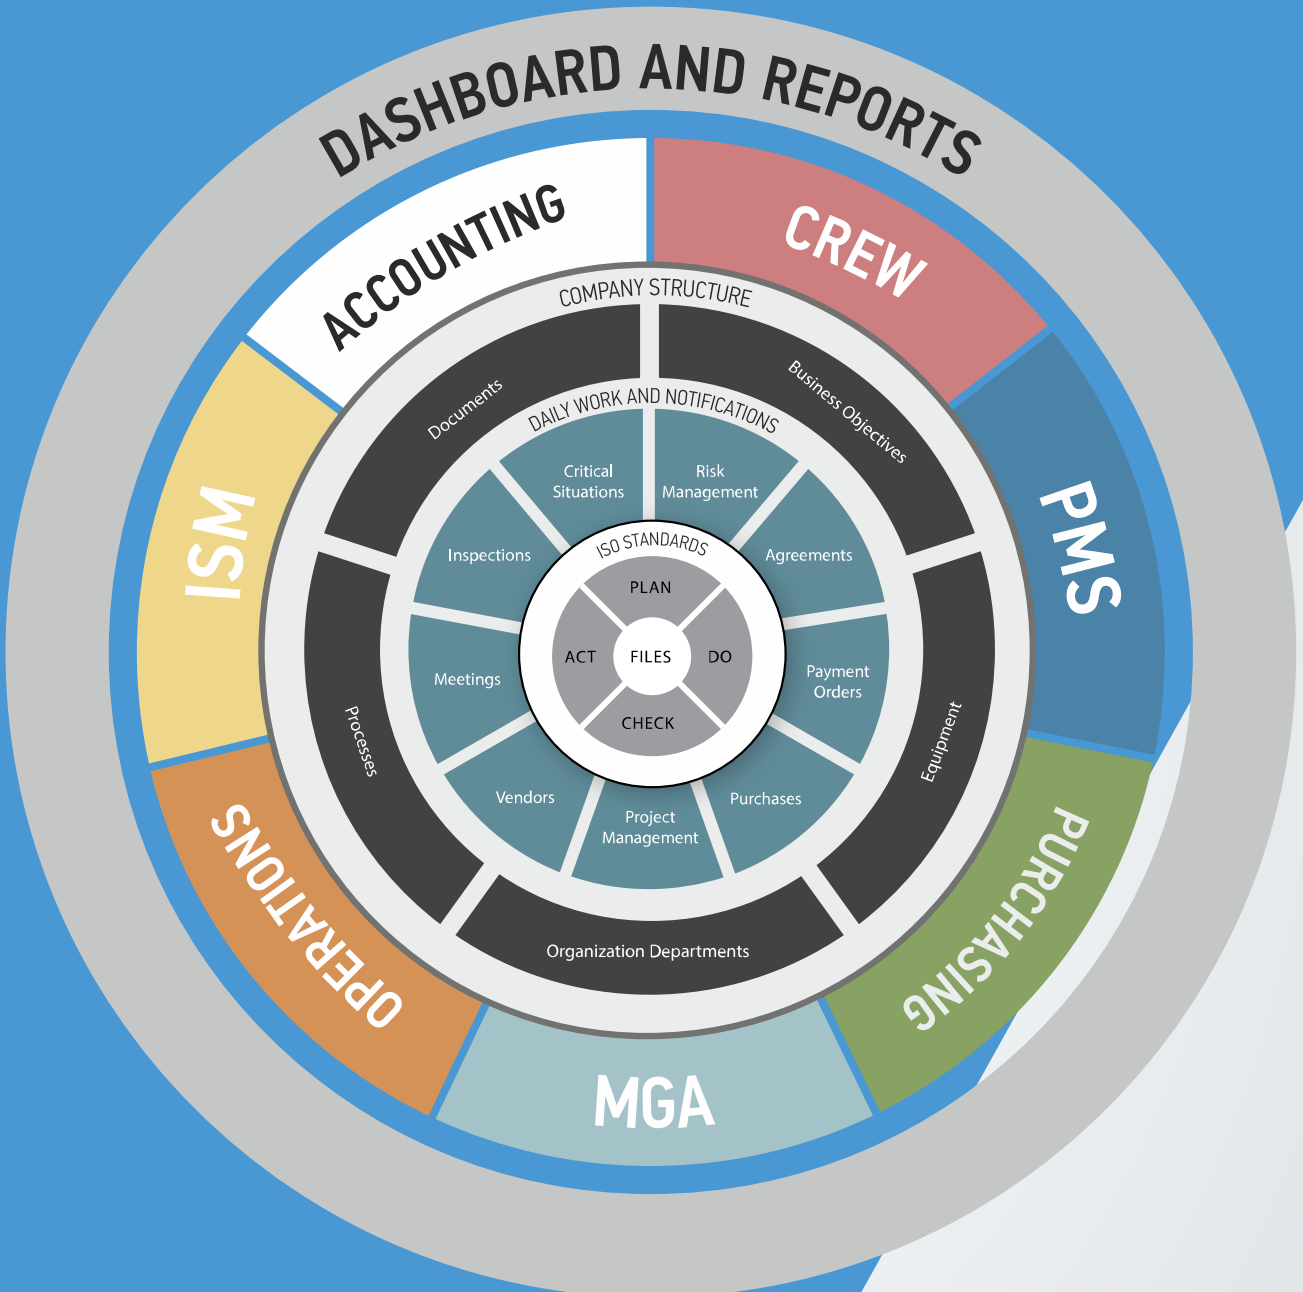 DASHBOARD AND REPORTS
ACCOUNTING
CREW
PMS
PURCHASING
MGA
OPERATIONS
ISM
COMPANY STRUCTURE
Documents
Business Objectives
Equipment
Organization Departments
Processes
DAILY WORK AND NOTIFICATIONS
Critical
Situations
Risk
Management
Agreements
Payment
Orders
Purchases
Project
Management
Vendors
Meetings
Inspections
ISO STANDARDS
PLAN
DO
CHECK
ACT
FILES